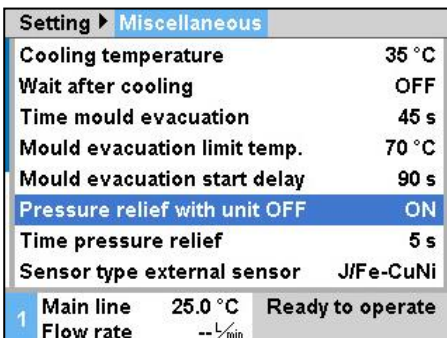 Setting ▶ Miscellaneous
Cooling temperature 35 °C
Wait after cooling OFF
Time mould evacuation 45 s
Mould evacuation limit temp. 70 °C
Mould evacuation start delay 90 s
Pressure relief with unit OFF ON
Time pressure relief 5 s
Sensor type external sensor J/Fe-CuNi
1 Main line 25.0 °C Ready to operate
Flow rate -- L/min